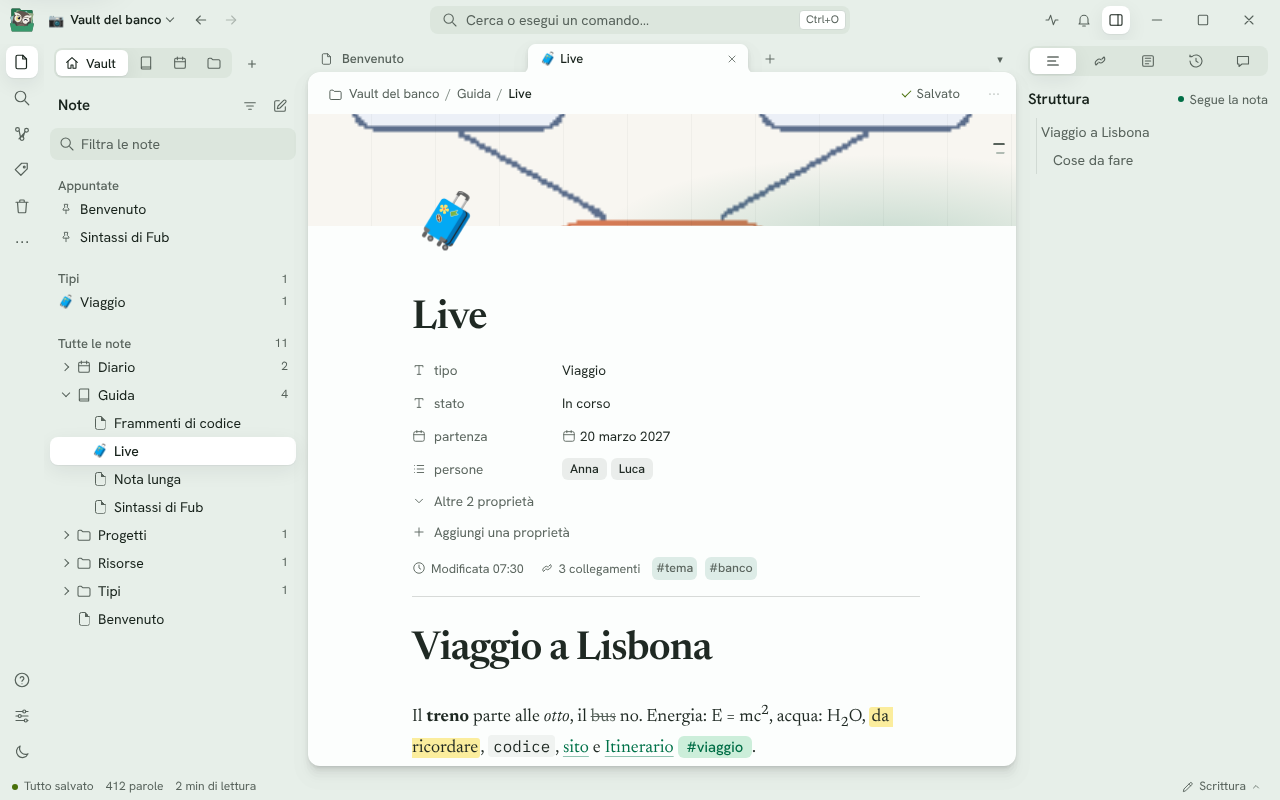 Vault del banco
Cerca o esegui un comando…
Ctrl+O
Vault
Note
Filtra le note
Appuntate
Benvenuto
Sintassi di Fub
Tipi 1
Viaggio 1
Tutte le note 11
Diario 2
Guida 4
Frammenti di codice
Live
Nota lunga
Sintassi di Fub
Progetti 1
Risorse 1
Tipi 1
Benvenuto
Benvenuto
Live
Vault del banco / Guida / Live
Salvato
Live
tipo Viaggio
stato In corso
partenza 20 marzo 2027
persone Anna Luca
Altre 2 proprietà
Aggiungi una proprietà
Modificata 07:30 3 collegamenti #tema #banco
Viaggio a Lisbona
Il treno parte alle otto, il bus no. Energia: E = mc², acqua: H₂O, da
ricordare, codice, sito e Itinerario #viaggio.
Struttura
Segue la nota
Viaggio a Lisbona
Cose da fare
Tutto salvato 412 parole 2 min di lettura
Scrittura